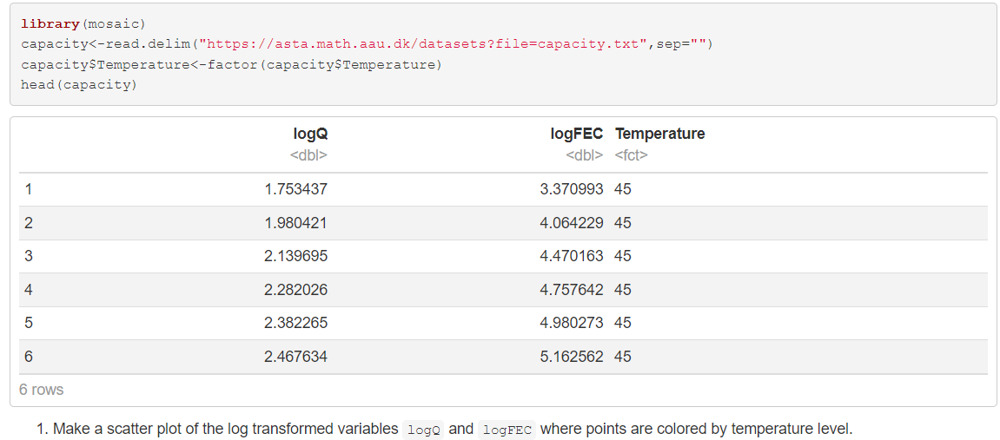 library(mosaic)
capacity<-read.delim("https://asta.math.aau.dk/datasets?file=capacity.txt",sep="")
capacity$Temperature<-factor(capacity$Temperature)
head(capacity)
logQ logFEC Temperature
<dbl> <dbl> <fct>
1 1.753437 3.370993 45
2 1.980421 4.064229 45
3 2.139695 4.470163 45
4 2.282026 4.757642 45
5 2.382265 4.980273 45
6 2.467634 5.162562 45
6 rows
1. Make a scatter plot of the log transformed variables logQ and logFEC where points are colored by temperature level.